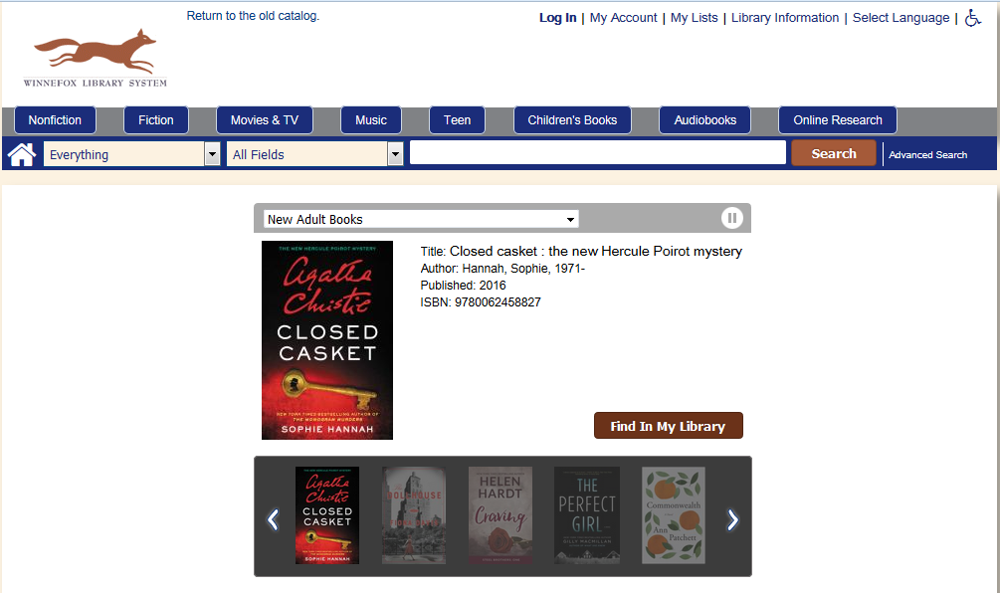 Return to the old catalog.
Log In | My Account | My Lists | Library Information | Select Language |
WINNEFOX LIBRARY SYSTEM
Nonfiction Fiction Movies & TV Music Teen Children's Books Audiobooks Online Research
Everything All Fields Search Advanced Search
New Adult Books
THE NEW HERCULE POIROT MYSTERY
Agatha
Christie
CLOSED
CASKET
NEW YORK TIMES BESTSELLING AUTHOR OF
THE MONOGRAM MURDERS
SOPHIE HANNAH
Title: Closed casket : the new Hercule Poirot mystery
Author: Hannah, Sophie, 1971-
Published: 2016
ISBN: 9780062458827
Find In My Library
Agatha
Christie
CLOSED
CASKET
SOPHIE HANNAH
DOLLHOUSE
HELEN
HARDT
Craving
THE
PERFECT
GIRL
GILLY MACMILLAN
Commonwealth
Ann
Patchett